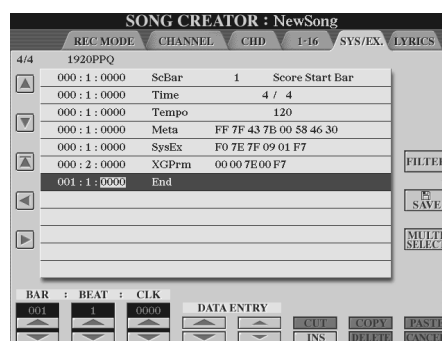 SONG CREATOR : NewSong
REC MODE CHANNEL CHD 1-16 SYS/EX. LYRICS
4/4 1920PPQ
000 : 1 : 0000 ScBar 1 Score Start Bar
000 : 1 : 0000 Time 4 / 4
000 : 1 : 0000 Tempo 120
000 : 1 : 0000 Meta FF 7F 43 7B 00 58 46 30
000 : 1 : 0000 SysEx F0 7E 7F 09 01 F7
000 : 2 : 0000 XGPrm 00 00 7E 00 F7
001 : 1 : 0000 End
FILTER
SAVE
MULTI
SELECT
BAR : BEAT : CLK
001 1 0000 DATA ENTRY
CUT COPY PASTE
INS DELETE CANCEL